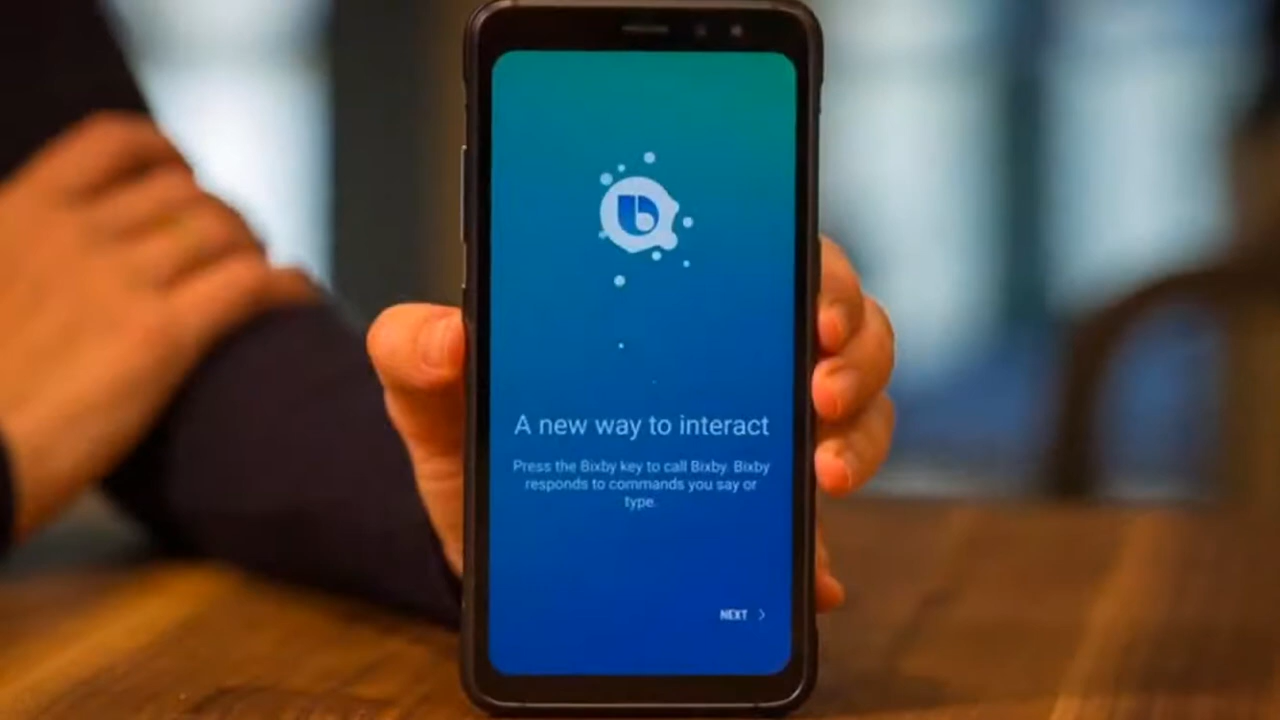 A new way to interact
Press the Bixby key to call Bixby. Bixby
responds to commands you say or
type.
NEXT >